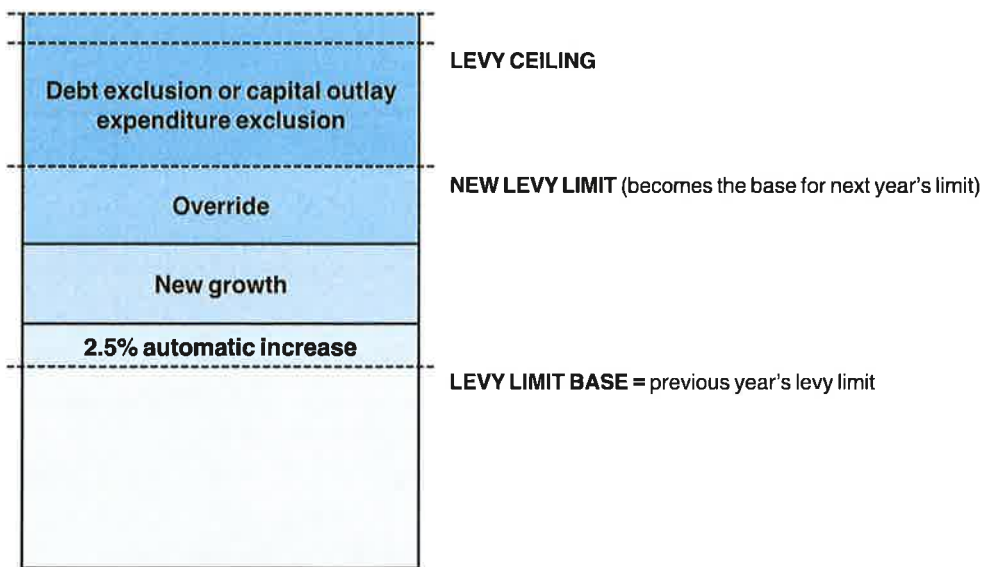 LEVY CEILING
Debt exclusion or capital outlay
expenditure exclusion
NEW LEVY LIMIT (becomes the base for next year's limit)
Override
New growth
2.5% automatic increase
LEVY LIMIT BASE = previous year's levy limit